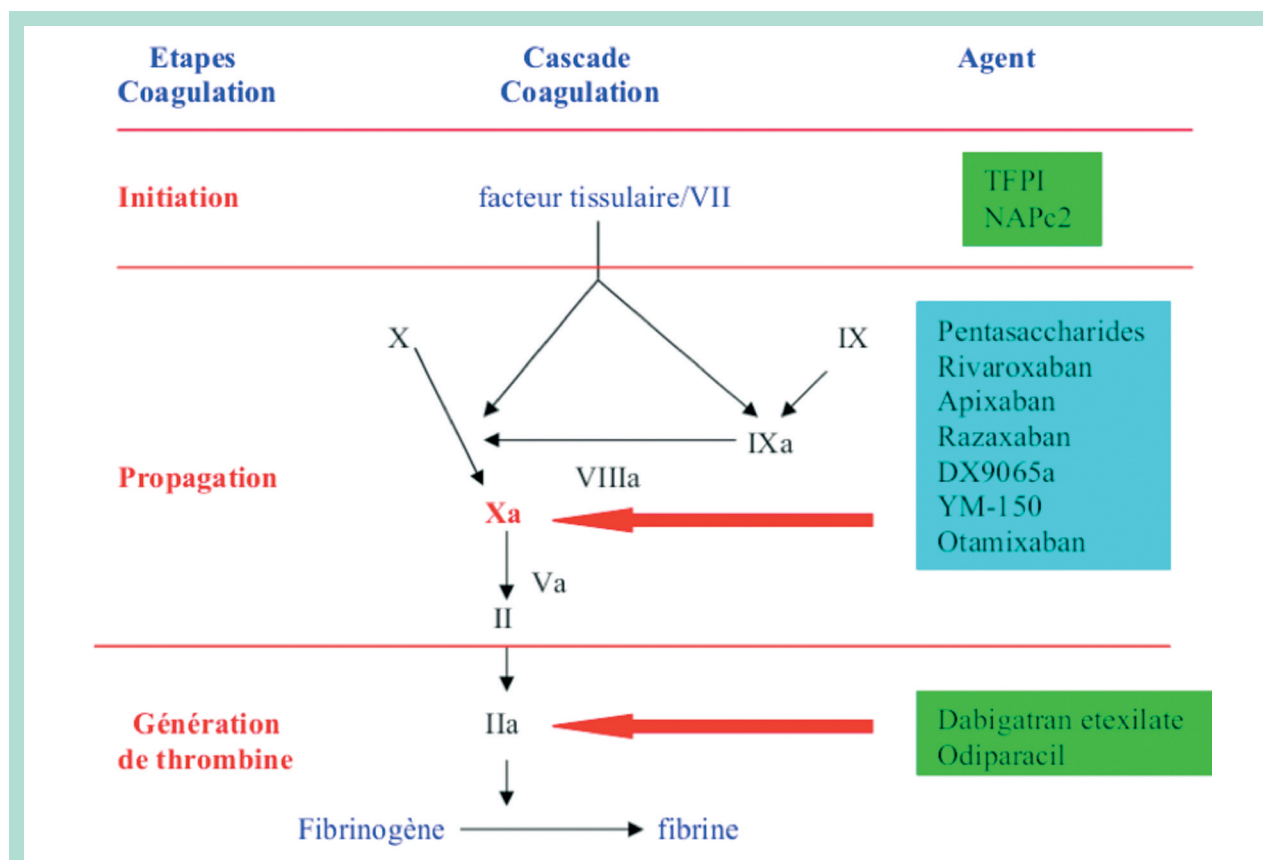 Etapes
Coagulation
Cascade
Coagulation
Agent
Initiation
facteur tissulaire/VII
TFPI
NAPc2
Propagation
X
IX
IXa
VIIIa
Xa
Va
II
Pentasaccharides
Rivaroxaban
Apixaban
Razaxaban
DX9065a
YM-150
Otamixaban
Génération
de thrombine
IIa
Dabigatran etexilate
Odiparacil
Fibrinogène
fibrine